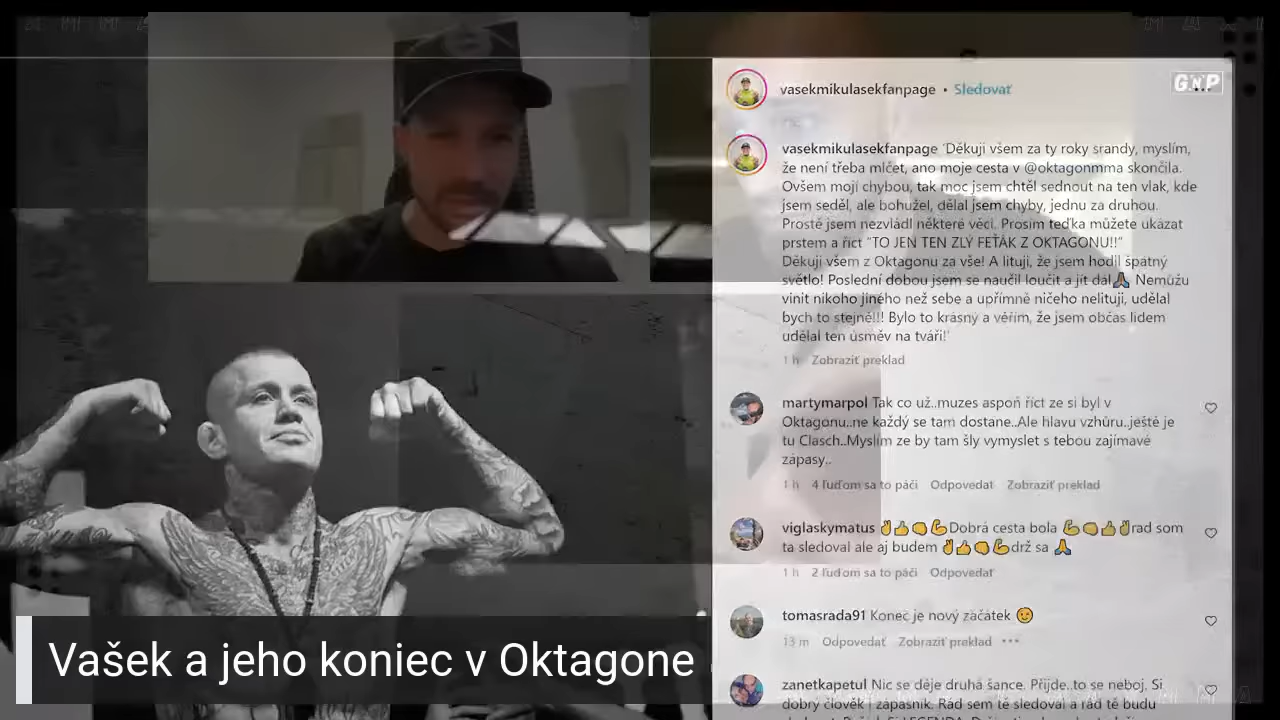 GNP
vasekmikulasekfanpage • Sledovať
vasekmikulasekfanpage 'Děkuji všem za ty roky srandy, myslím,
že není třeba mlčet, ano moje cesta v @oktagonmma skončila.
Ovšem mojí chybou, tak moc jsem chtěl sednout na ten vlak, kde
jsem seděl, ale bohužel, dělal jsem chyby, jednu za druhou.
Prostě jsem nezvládl některé věci. Prosím teďka můžete ukázat
prstem a říct "TO JEN TEN ZLÝ FEŤÁK Z OKTAGONU!!"
Děkuji všem z Oktagonu za vše! A lituji, že jsem hodil špatný
světlo! Poslední dobou jsem se naučil loučit a jít dál🙏🏽 Nemůžu
vinit nikoho jiného než sebe a upřímně ničeho nelituji, udělal
bych to stejně!!! Bylo to krásný a věřím, že jsem občas lidem
udělal ten úsměv na tváři!'
1 h Zobraziť preklad
martymarpol Tak co už..muzes aspoň říct ze si byl v
Oktagonu..ne každý se tam dostane..Ale hlavu vzhůru..ještě je
tu Clasch..Myslím ze by tam šly vymyslet s tebou zajímavé
zápasy..
1 h 4 ľuďom sa to páči Odpovedať Zobraziť preklad
viglaskymatus ✌👍👊💪Dobrá cesta bola 💪👊👍✌rad som
ta sledoval ale aj budem ✌👍👊💪drž sa 🙏
1 h 2 ľuďom sa to páči Odpovedať
tomasrada91 Konec je nový začátek 😉
13 m Odpovedať Zobraziť preklad •••
zanetkapetul Nic se děje druhá šance. Přijde..to se neboj. Si
dobrý člověk i zápasník. Rád sem tě sledoval a rád tě budu
Vašek a jeho koniec v Oktagone